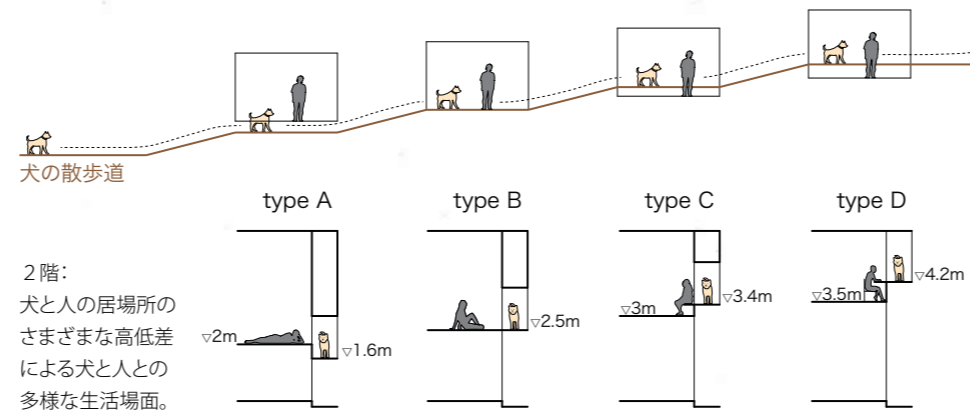 犬の散歩道
type A
type B
type C
type D
２階：
犬と人の居場所の
さまざまな高低差
による犬と人との
多様な生活場面。
▽2m
▽1.6m
▽2.5m
▽3m
▽3.4m
▽3.5m
▽4.2m